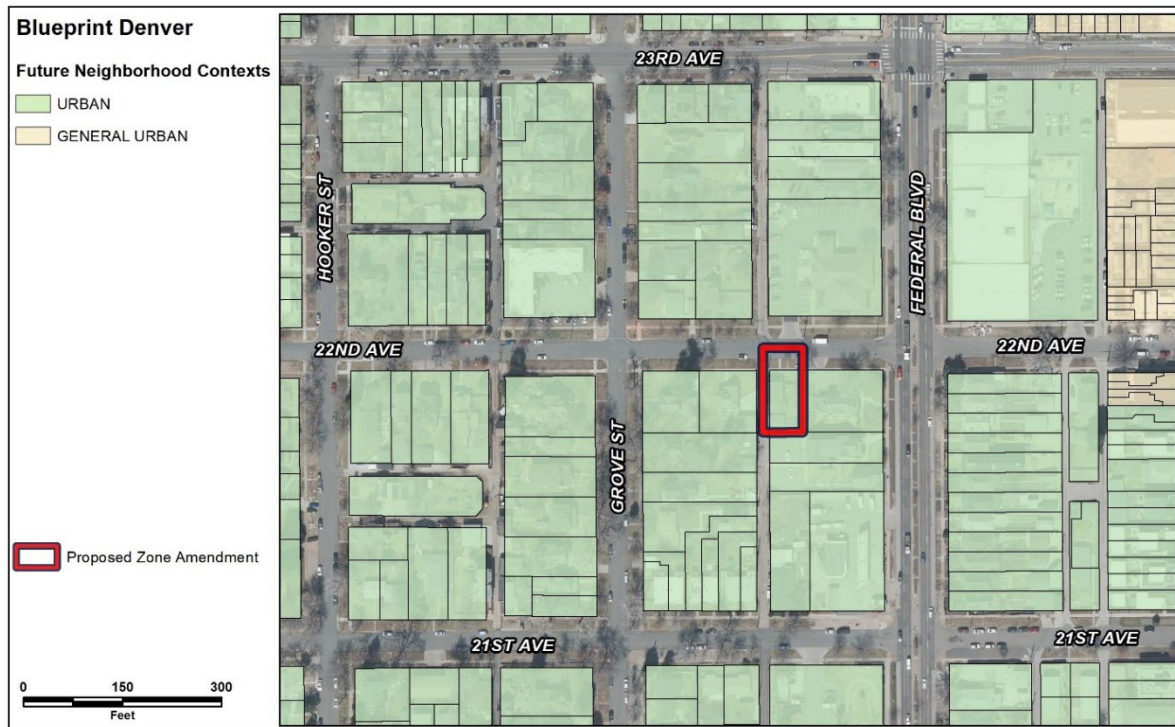 Blueprint Denver
Future Neighborhood Contexts
URBAN
GENERAL URBAN
Proposed Zone Amendment
0 150 300
Feet
23RD AVE
HOOKER ST
FEDERAL BLVD
22ND AVE
22ND AVE
GROVE ST
21ST AVE
21ST AVE